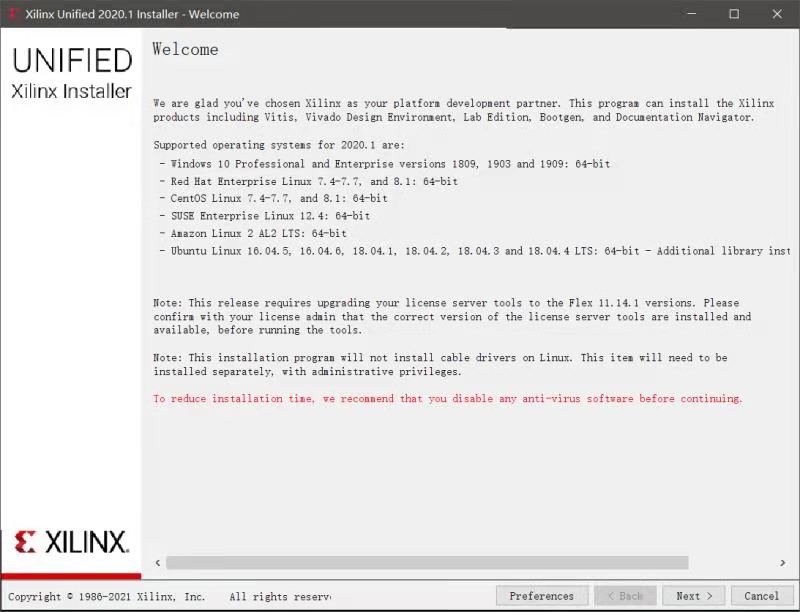 Xilinx Unified 2020.1 Installer - Welcome
UNIFIED
Xilinx Installer
Welcome
We are glad you've chosen Xilinx as your platform development partner. This program can install the Xilinx
products including Vitis, Vivado Design Environment, Lab Edition, Bootgen, and Documentation Navigator.
Supported operating systems for 2020.1 are:
- Windows 10 Professional and Enterprise versions 1809, 1903 and 1909: 64-bit
- Red Hat Enterprise Linux 7.4-7.7, and 8.1: 64-bit
- CentOS Linux 7.4-7.7, and 8.1: 64-bit
- SUSE Enterprise Linux 12.4: 64-bit
- Amazon Linux 2 AL2 LTS: 64-bit
- Ubuntu Linux 16.04.5, 16.04.6, 18.04.1, 18.04.2, 18.04.3 and 18.04.4 LTS: 64-bit - Additional library inst
Note: This release requires upgrading your license server tools to the Flex 11.14.1 versions. Please
confirm with your license admin that the correct version of the license server tools are installed and
available, before running the tools.
Note: This installation program will not install cable drivers on Linux. This item will need to be
installed separately, with administrative privileges.
To reduce installation time, we recommend that you disable any anti-virus software before continuing.
XILINX.
Copyright © 1986-2021 Xilinx, Inc. All rights reserv
Preferences
< Back
Next >
Cancel